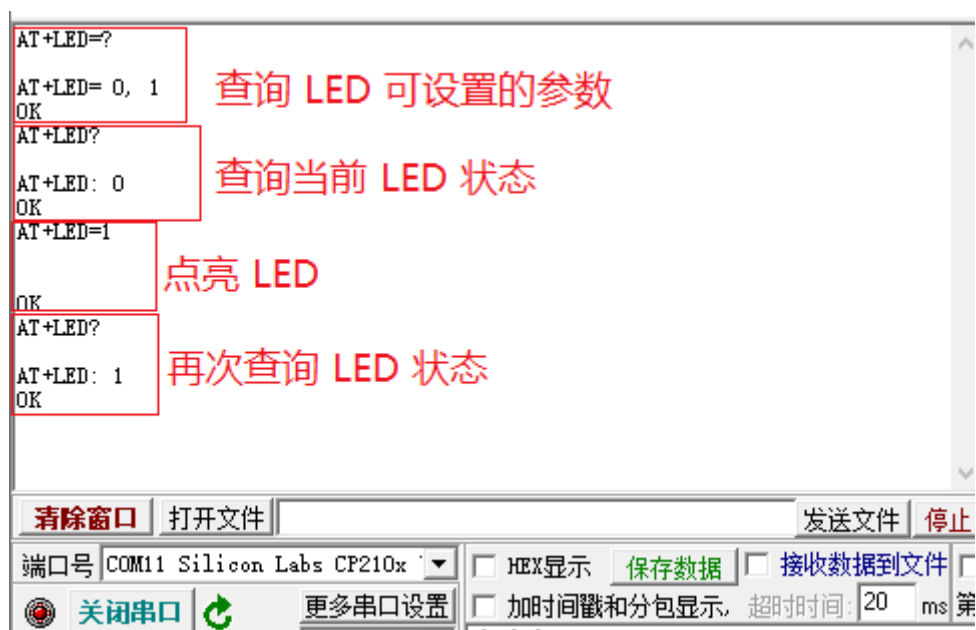 AT+LED=?
AT+LED= 0, 1
OK
查询 LED 可设置的参数
AT+LED?
AT+LED: 0
OK
查询当前 LED 状态
AT+LED=1
OK
点亮 LED
AT+LED?
AT+LED: 1
OK
再次查询 LED 状态
清除窗口 打开文件 发送文件 停止
端口号 COM11 Silicon Labs CP210x HEX显示 保存数据 接收数据到文件
关闭串口 更多串口设置 加时间戳和分包显示, 超时时间: 20 ms 第